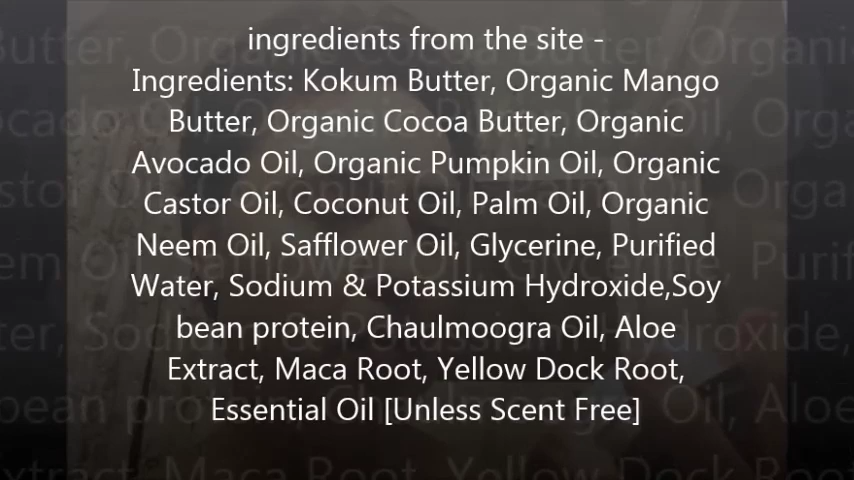 ingredients from the site -
Ingredients: Kokum Butter, Organic Mango
Butter, Organic Cocoa Butter, Organic
Avocado Oil, Organic Pumpkin Oil, Organic
Castor Oil, Coconut Oil, Palm Oil, Organic
Neem Oil, Safflower Oil, Glycerine, Purified
Water, Sodium & Potassium Hydroxide,Soy
bean protein, Chaulmoogra Oil, Aloe
Extract, Maca Root, Yellow Dock Root,
Essential Oil [Unless Scent Free]